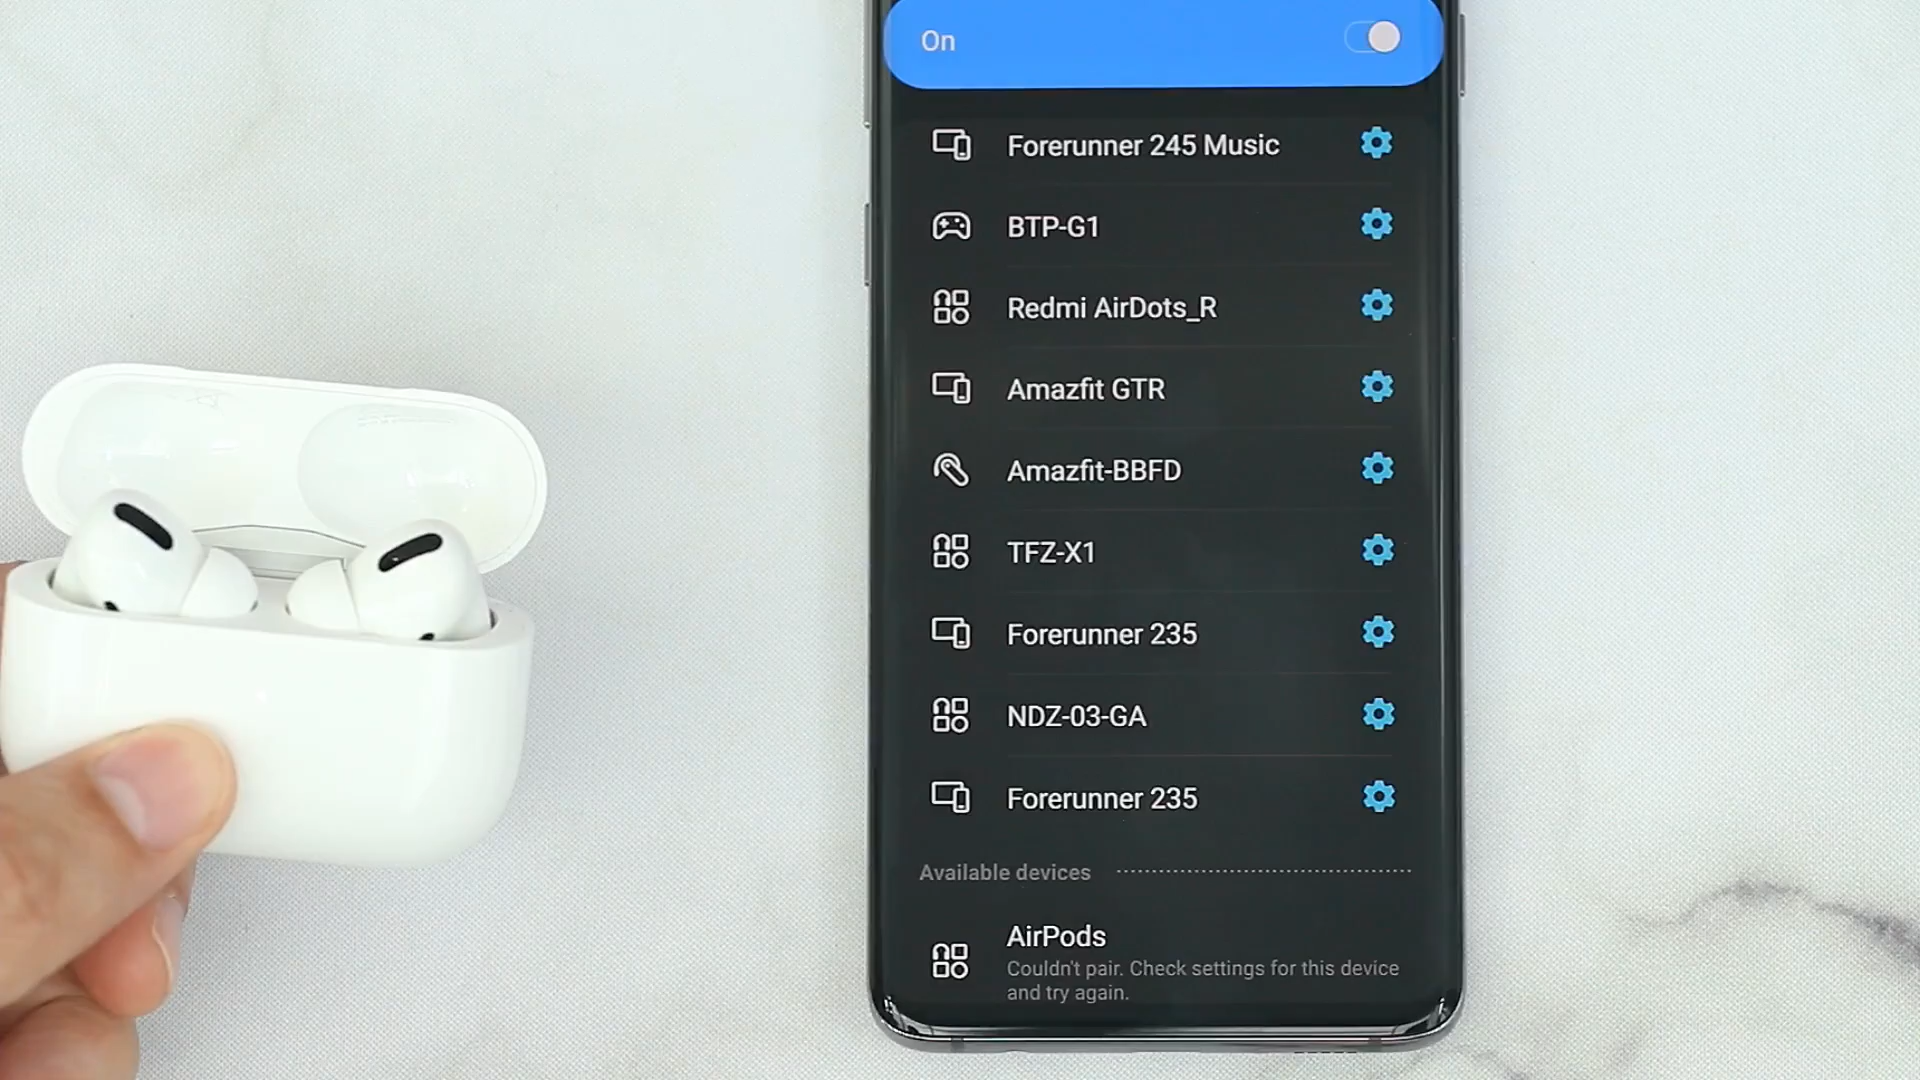 On
Forerunner 245 Music
BTP-G1
Redmi AirDots_R
Amazfit GTR
Amazfit-BBFD
TFZ-X1
Forerunner 235
NDZ-03-GA
Forerunner 235
Available devices
AirPods
Couldn't pair. Check settings for this device
and try again.